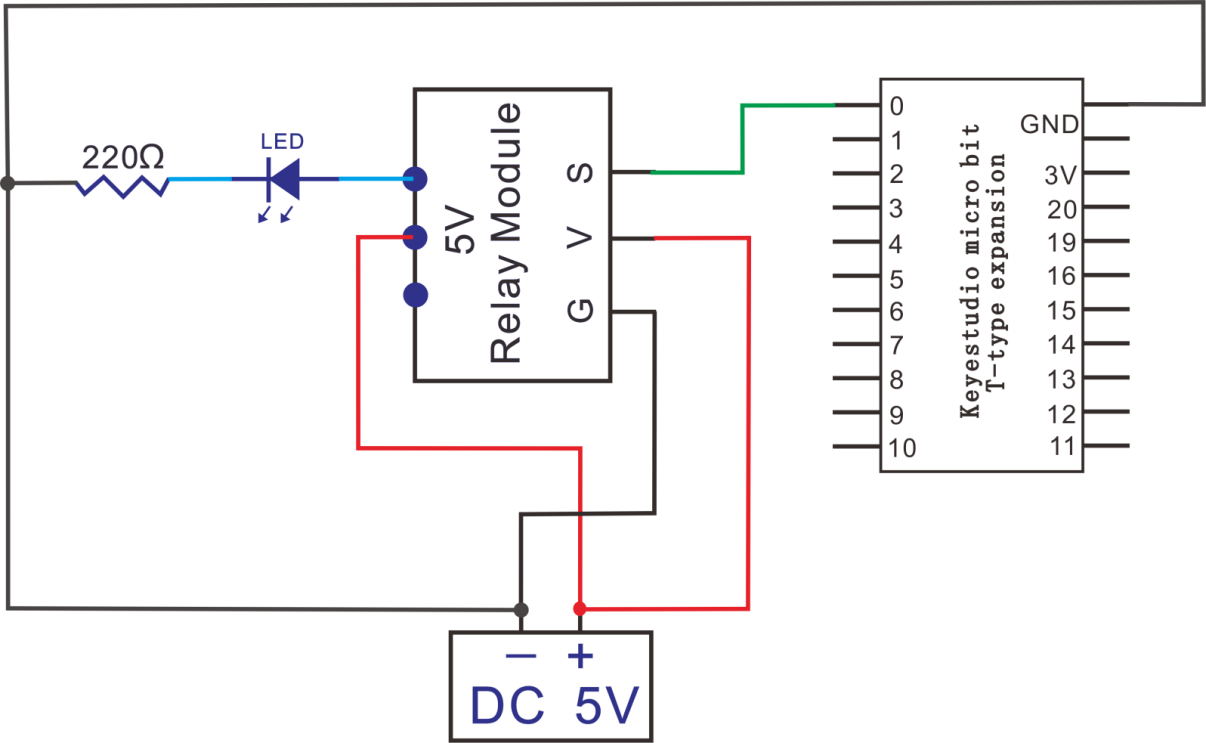 220Ω
LED
5V
Relay Module
S
V
G
0
1
2
3
4
5
6
7
8
9
10
Keyestudio micro bit
T-type expansion
GND
3V
20
19
16
15
14
13
12
11
− +
DC 5V